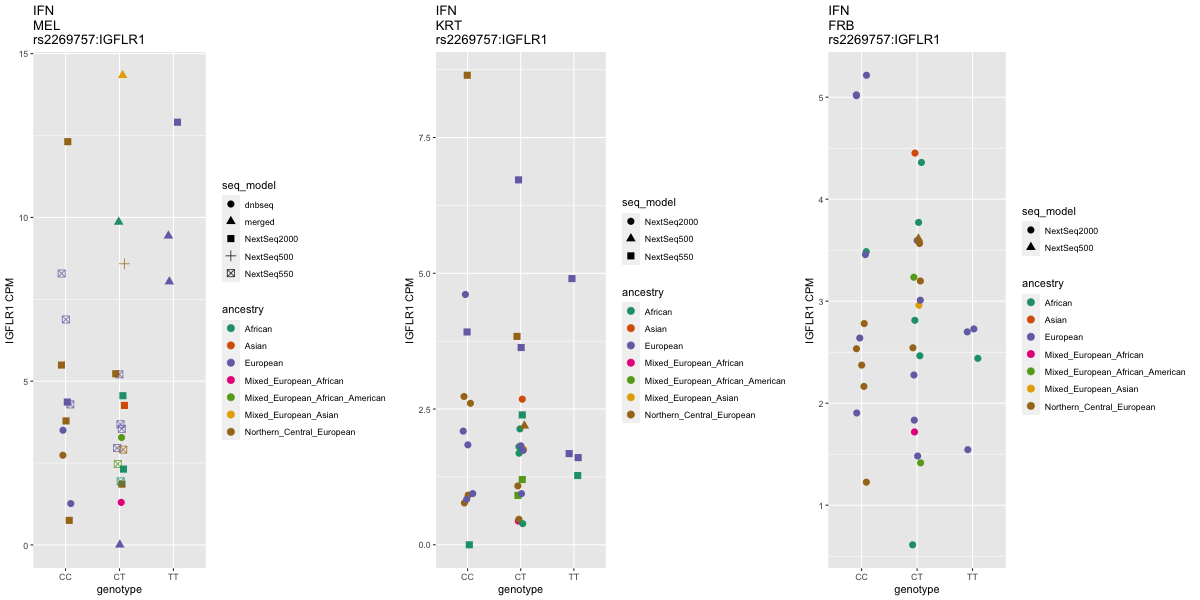 IFN
MEL
rs2269757:IGFLR1
15
10
5
0
IGFLR1 CPM
CC
CT
TT
genotype
seq_model
dnbseq
merged
NextSeq2000
NextSeq500
NextSeq550
ancestry
African
Asian
European
Mixed_European_African
Mixed_European_African_American
Mixed_European_Asian
Northern_Central_European
IFN
KRT
rs2269757:IGFLR1
7.5
5.0
2.5
0.0
IGFLR1 CPM
CC
CT
TT
genotype
seq_model
NextSeq2000
NextSeq500
NextSeq550
ancestry
African
Asian
European
Mixed_European_African
Mixed_European_African_American
Mixed_European_Asian
Northern_Central_European
IFN
FRB
rs2269757:IGFLR1
5
4
3
2
1
IGFLR1 CPM
CC
CT
TT
genotype
seq_model
NextSeq2000
NextSeq500
ancestry
African
Asian
European
Mixed_European_African
Mixed_European_African_American
Mixed_European_Asian
Northern_Central_European